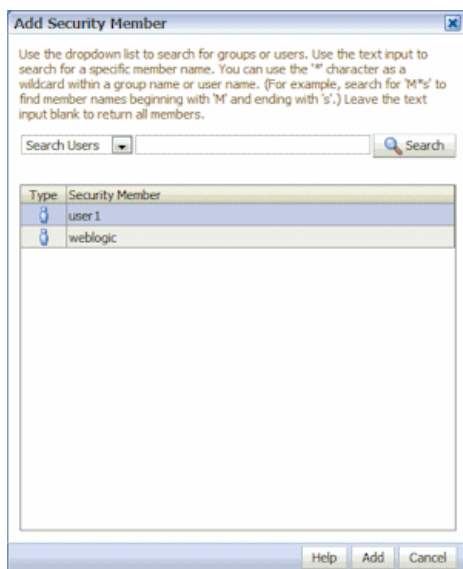 Add Security Member
Use the dropdown list to search for groups or users. Use the text input to
search for a specific member name. You can use the '*' character as a
wildcard within a group name or user name. (For example, search for 'M*s' to
find member names beginning with 'M' and ending with 's'.) Leave the text
input blank to return all members.
Search Users Search
Type Security Member
user1
weblogic
Help Add Cancel